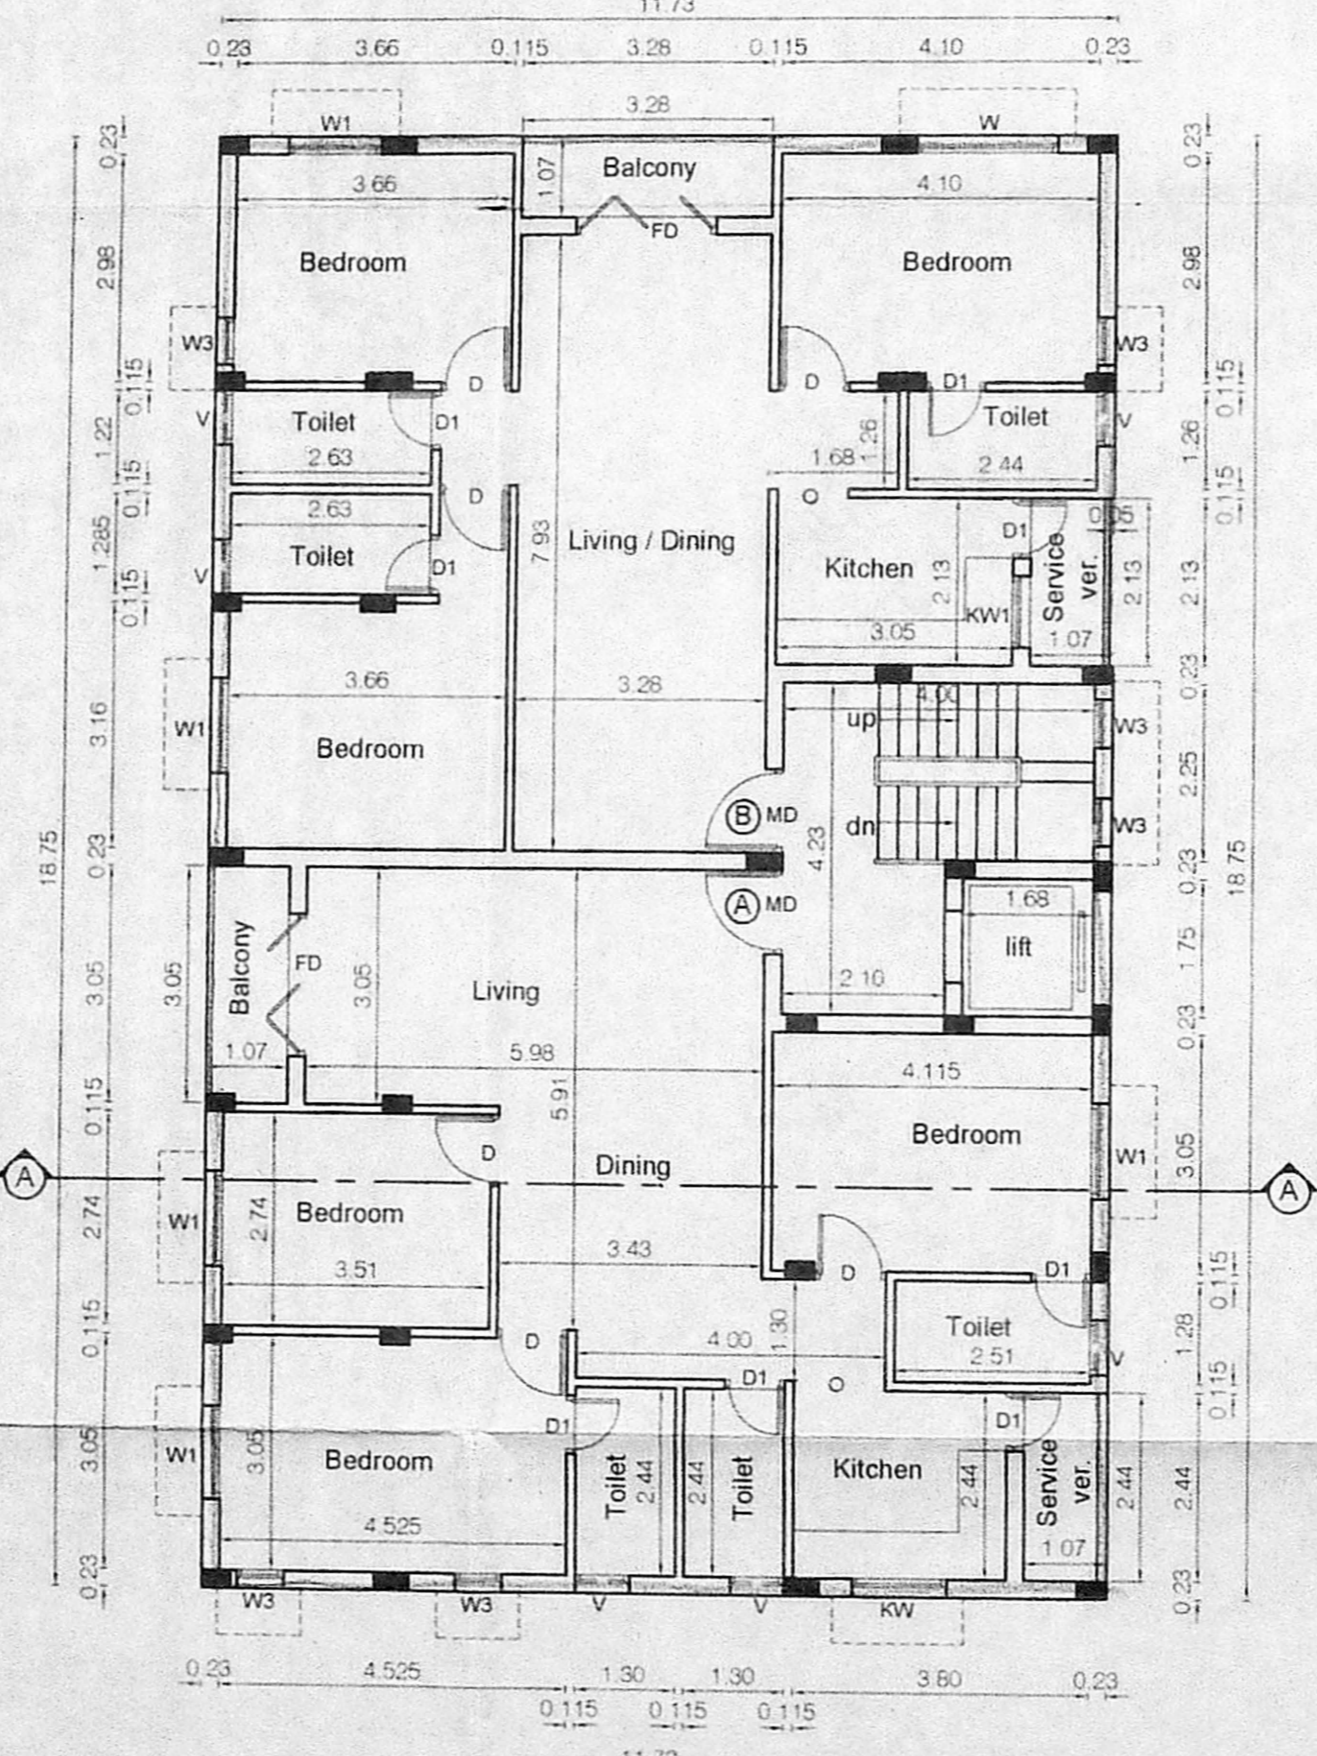 11.73
0.23 3.66 0.115 3.28 0.115 4.10 0.23
3.28
W1 W
0.23 1.07 Balcony 0.23
3.66 4.10
FD
Bedroom Bedroom
2.98 2.98
W3 W3
D D D1
0.115 0.115
V Toilet D1 Toilet V
1.22 1.26 1.26
2.63 1.68 2.44
0.115 D O 0.115
2.63 0.05
D1
7.93 Living / Dining
1.285 Toilet D1 Kitchen 2.13 Service ver. 2.13 2.13
V
0.115 KW1
3.05 1.07
3.66 3.28 4.00 0.23
up W3
W1 3.16 Bedroom
2.25
B MD
dn W3
4.23
18.75 0.23 0.23 18.75
A MD 1.68
Balcony FD lift 1.75
3.05 3.05 3.05 Living 2.10
0.23
1.07 5.98
4.115
5.91
0.115
D Bedroom
Dining W1 3.05
A A
2.74 W1 2.74 Bedroom
3.43
3.51 D D1
0.115
0.115 D 1.30 Toilet 1.28
4.00 2.51 V
D1 O 0.115
D1 D1
W1 3.05 3.05 Bedroom Toilet 2.44 2.44 Toilet Kitchen 2.44 Service ver. 2.44 2.44
4.525 1.07
0.23 0.23
W3 W3 V V KW
0.23 4.525 1.30 1.30 3.80 0.23
0.115 0.115 0.115
11.73